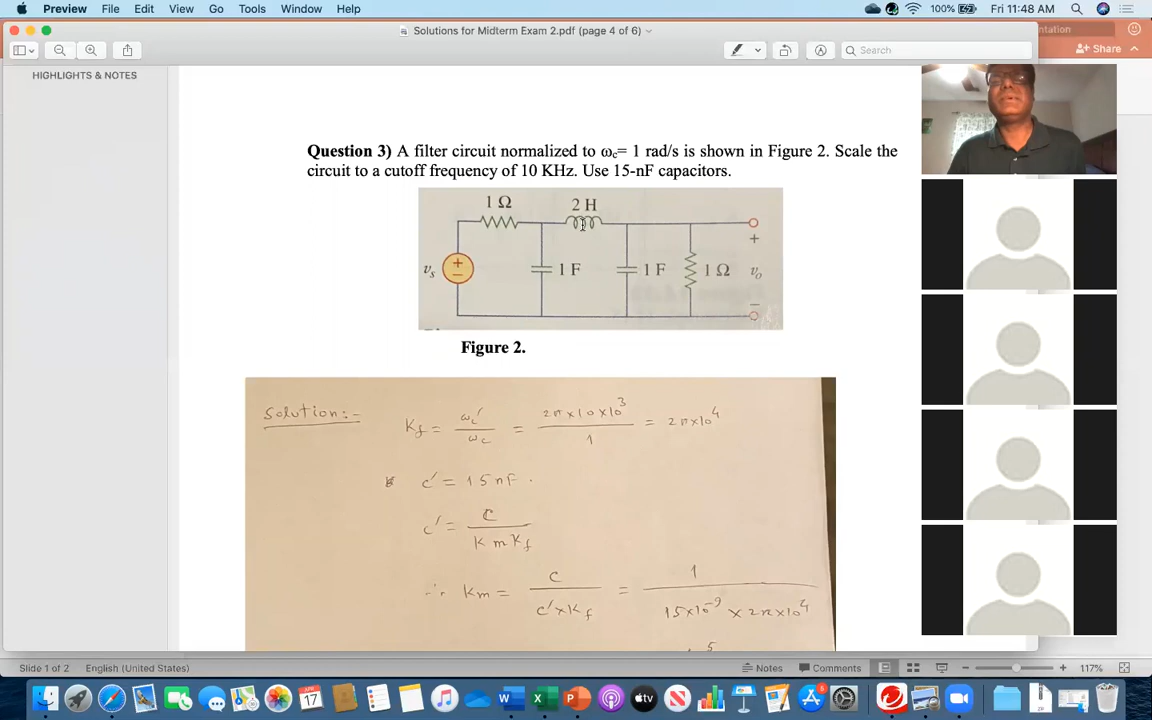 Preview File Edit View Go Tools Window Help 100% Fri 11:48 AM
Solutions for Midterm Exam 2.pdf (page 4 of 6)
Search
Share
HIGHLIGHTS & NOTES
Question 3) A filter circuit normalized to ωc= 1 rad/s is shown in Figure 2. Scale the
circuit to a cutoff frequency of 10 KHz. Use 15-nF capacitors.
1 Ω 2 H
+
vs + − 1 F 1 F 1 Ω vo
−
Figure 2.
Solution:-
Kf = ωc' / ωc = 2π×10×10³ / 1 = 2π×10⁴
c' = 15 nF .
c' = C / Km Kf
∴ Km = C / c'×Kf = 1 / 15×10⁻⁹ × 2π×10⁴
5
Slide 1 of 2 English (United States) Notes Comments 117%
APR 17